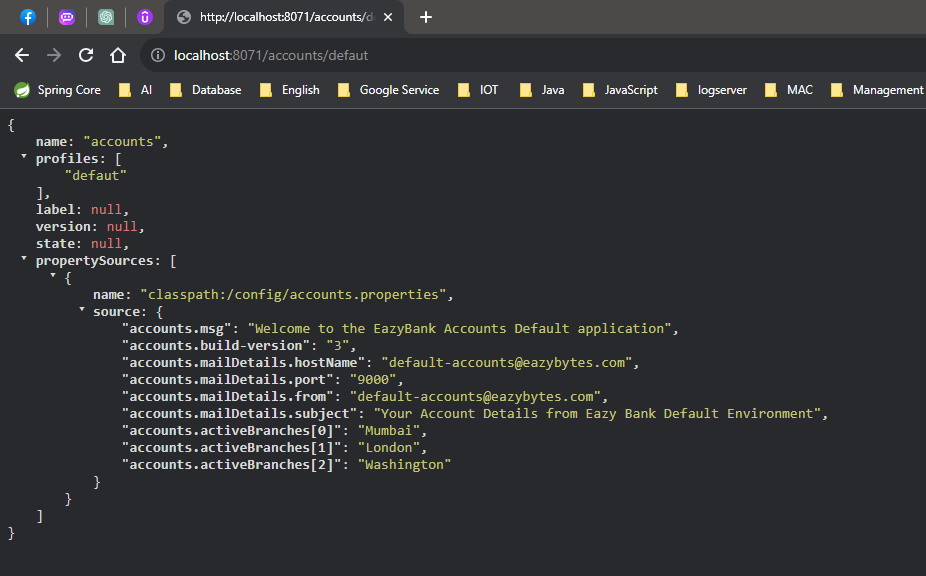 http://localhost:8071/accounts/d
localhost:8071/accounts/defaut
Spring Core AI Database English Google Service IOT Java JavaScript logserver MAC Management
{
name: "accounts",
profiles: [
"defaut"
],
label: null,
version: null,
state: null,
propertySources: [
{
name: "classpath:/config/accounts.properties",
source: {
"accounts.msg": "Welcome to the EazyBank Accounts Default application",
"accounts.build-version": "3",
"accounts.mailDetails.hostName": "default-accounts@eazybytes.com",
"accounts.mailDetails.port": "9000",
"accounts.mailDetails.from": "default-accounts@eazybytes.com",
"accounts.mailDetails.subject": "Your Account Details from Eazy Bank Default Environment",
"accounts.activeBranches[0]": "Mumbai",
"accounts.activeBranches[1]": "London",
"accounts.activeBranches[2]": "Washington"
}
}
]
}